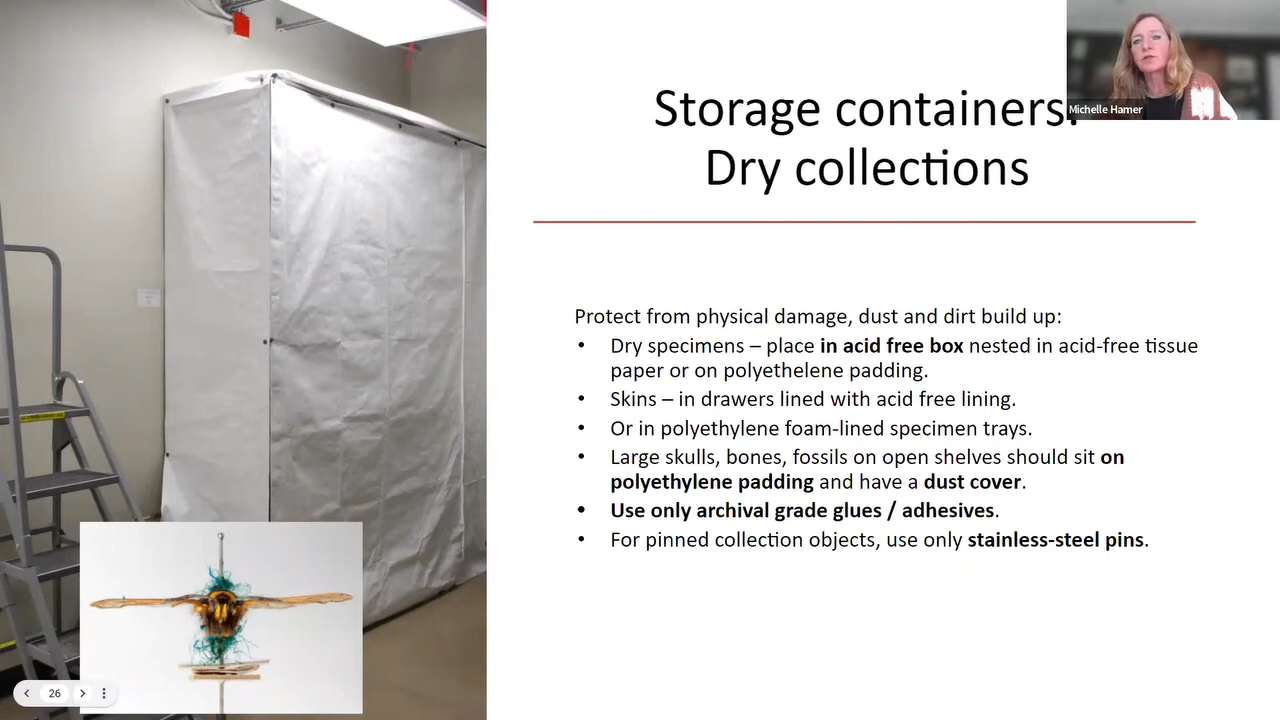 Storage containers:
Dry collections
Michelle Hamer
Protect from physical damage, dust and dirt build up:
• Dry specimens – place in acid free box nested in acid-free tissue
paper or on polyethelene padding.
• Skins – in drawers lined with acid free lining.
• Or in polyethylene foam-lined specimen trays.
• Large skulls, bones, fossils on open shelves should sit on
polyethylene padding and have a dust cover.
• Use only archival grade glues / adhesives.
• For pinned collection objects, use only stainless-steel pins.
26